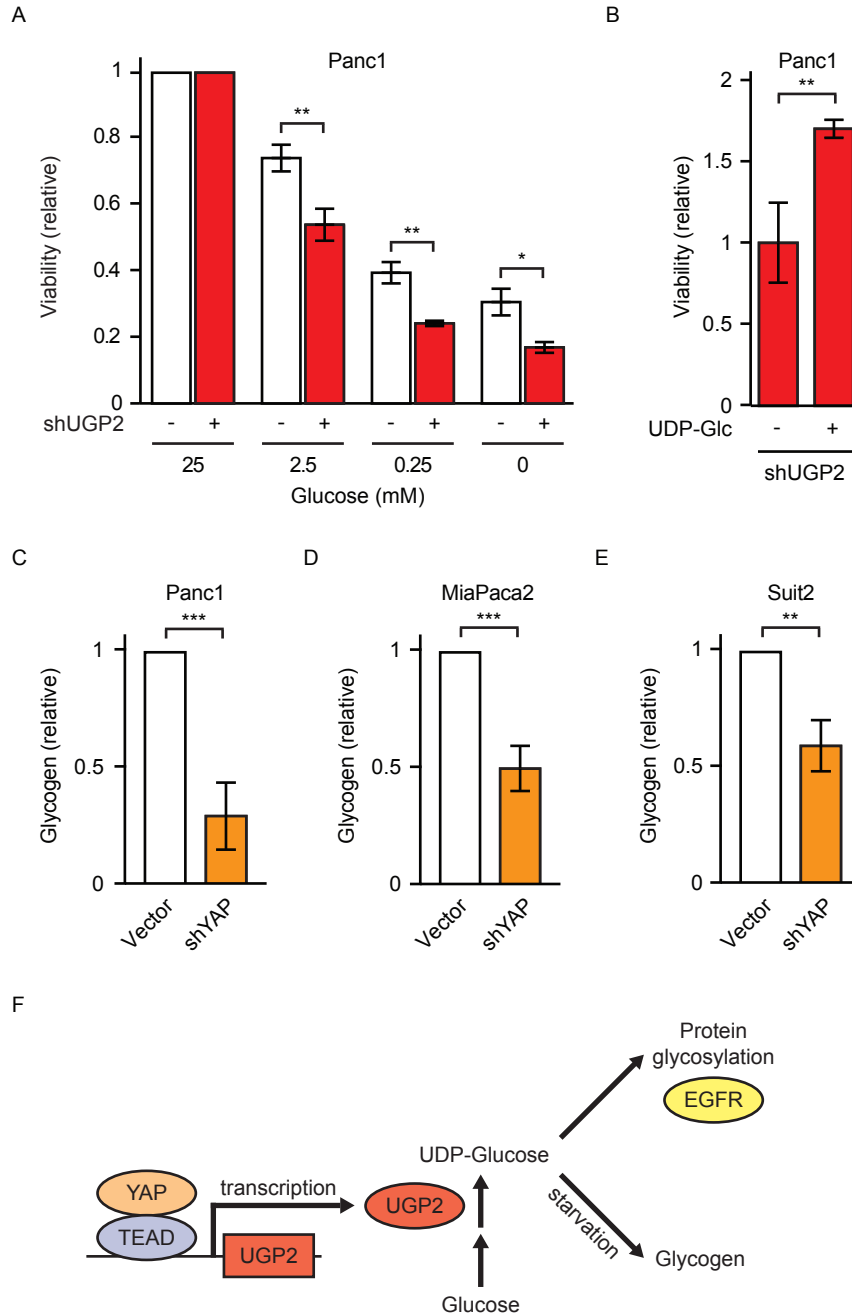 A
Panc1
Viability (relative)
1
0.8
0.6
0.4
0.2
0
**
**
*
shUGP2
- + - + - + - +
25 2.5 0.25 0
Glucose (mM)
B
Panc1
Viability (relative)
2
1.5
1
0.5
0
**
UDP-Glc
- +
shUGP2
C
Panc1
Glycogen (relative)
1
0.5
0
***
Vector
shYAP
D
MiaPaca2
Glycogen (relative)
1
0.5
0
***
Vector
shYAP
E
Suit2
Glycogen (relative)
1
0.5
0
**
Vector
shYAP
F
YAP
TEAD
transcription
UGP2
UGP2
UDP-Glucose
Glucose
Protein
glycosylation
EGFR
starvation
Glycogen